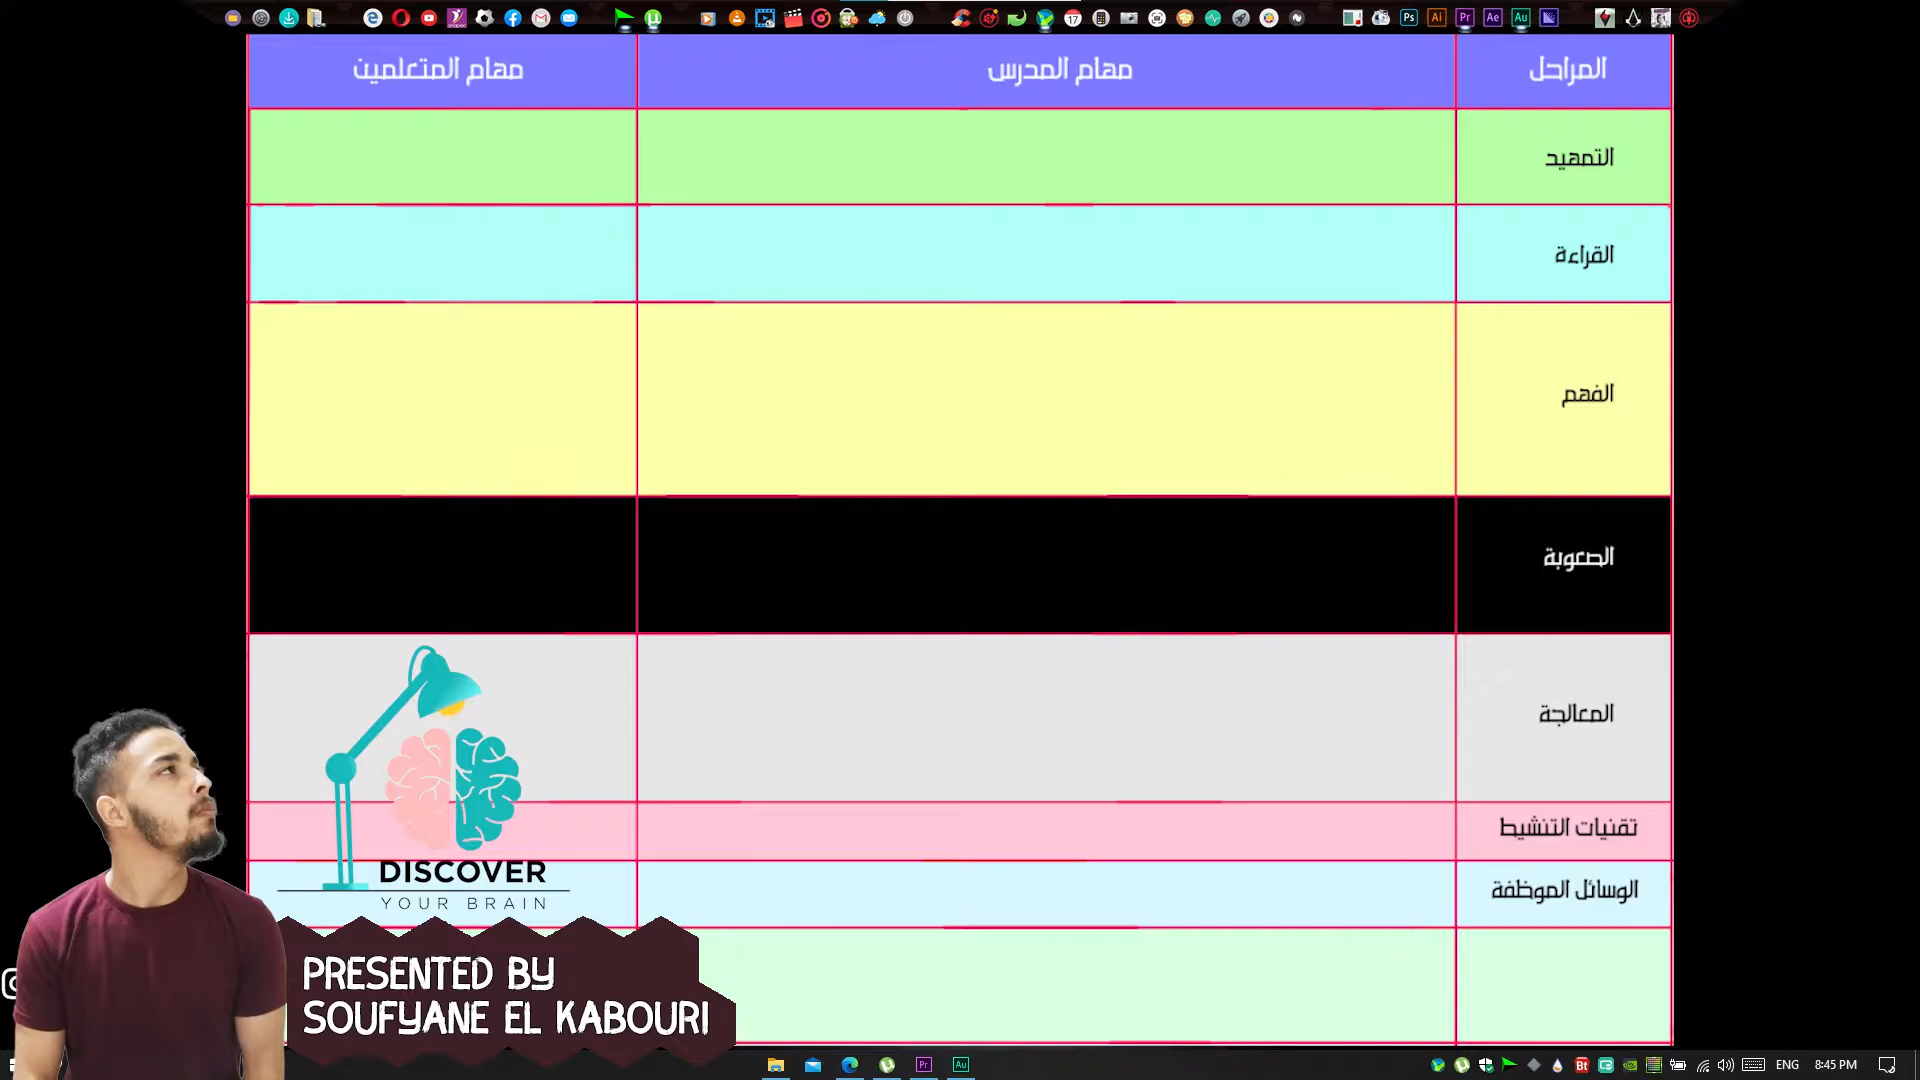 المراحل
مهام المدرس
مهام المتعلمين
التمهيد
القراءة
الفهم
الصعوبة
المعالجة
تقنيات التنشيط
الوسائل الموظفة
DISCOVER
YOUR BRAIN
PRESENTED BY
SOUFYANE EL KABOURI
ENG
8:45 PM